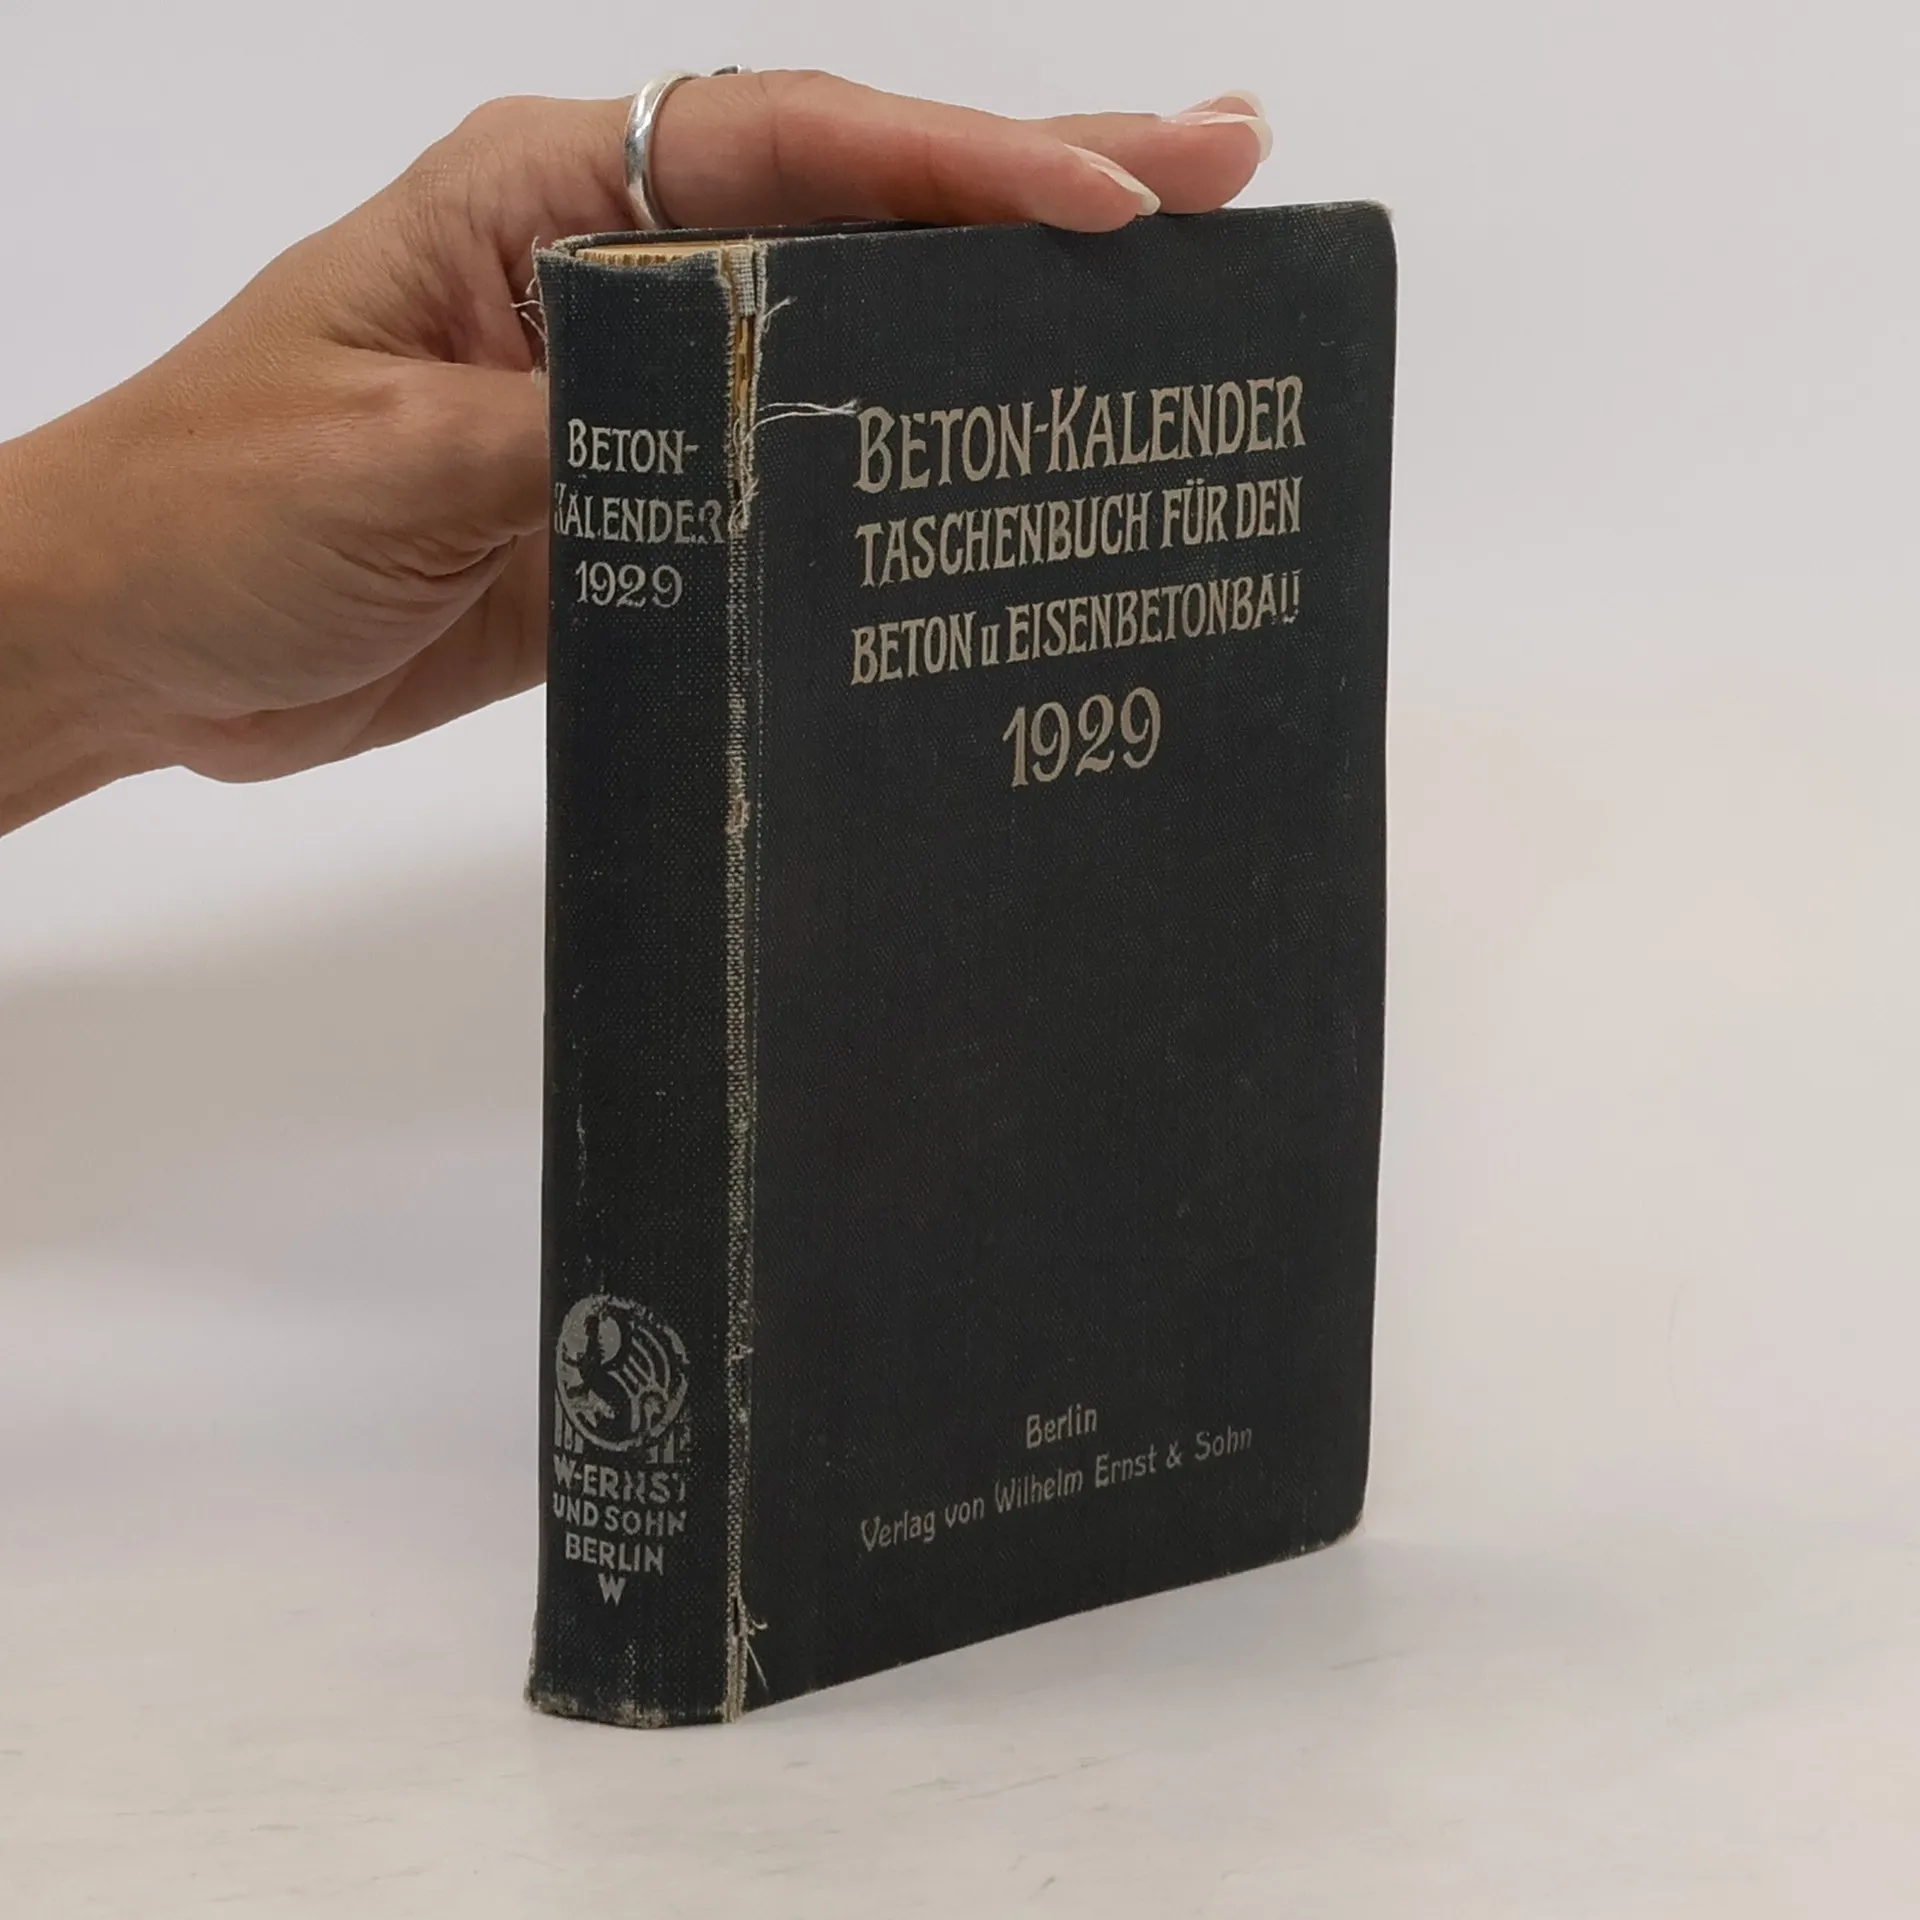 BETON-
KALENDER
1929
W-ERNST
UND SOHN
BERLIN
W
BETON-KALENDER
TASCHENBUCH FÜR DEN
BETON U EISENBETONBAU
1929
Berlin
Verlag von Wilhelm Ernst & Sohn